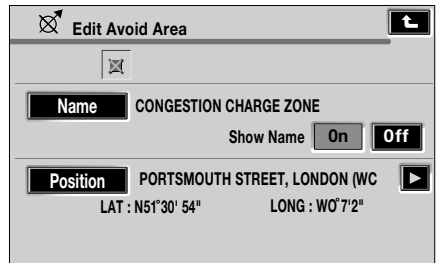 Edit Avoid Area
Name CONGESTION CHARGE ZONE
Show Name On Off
Position PORTSMOUTH STREET, LONDON (WC
LAT : N51°30' 54" LONG : W0°7'2"